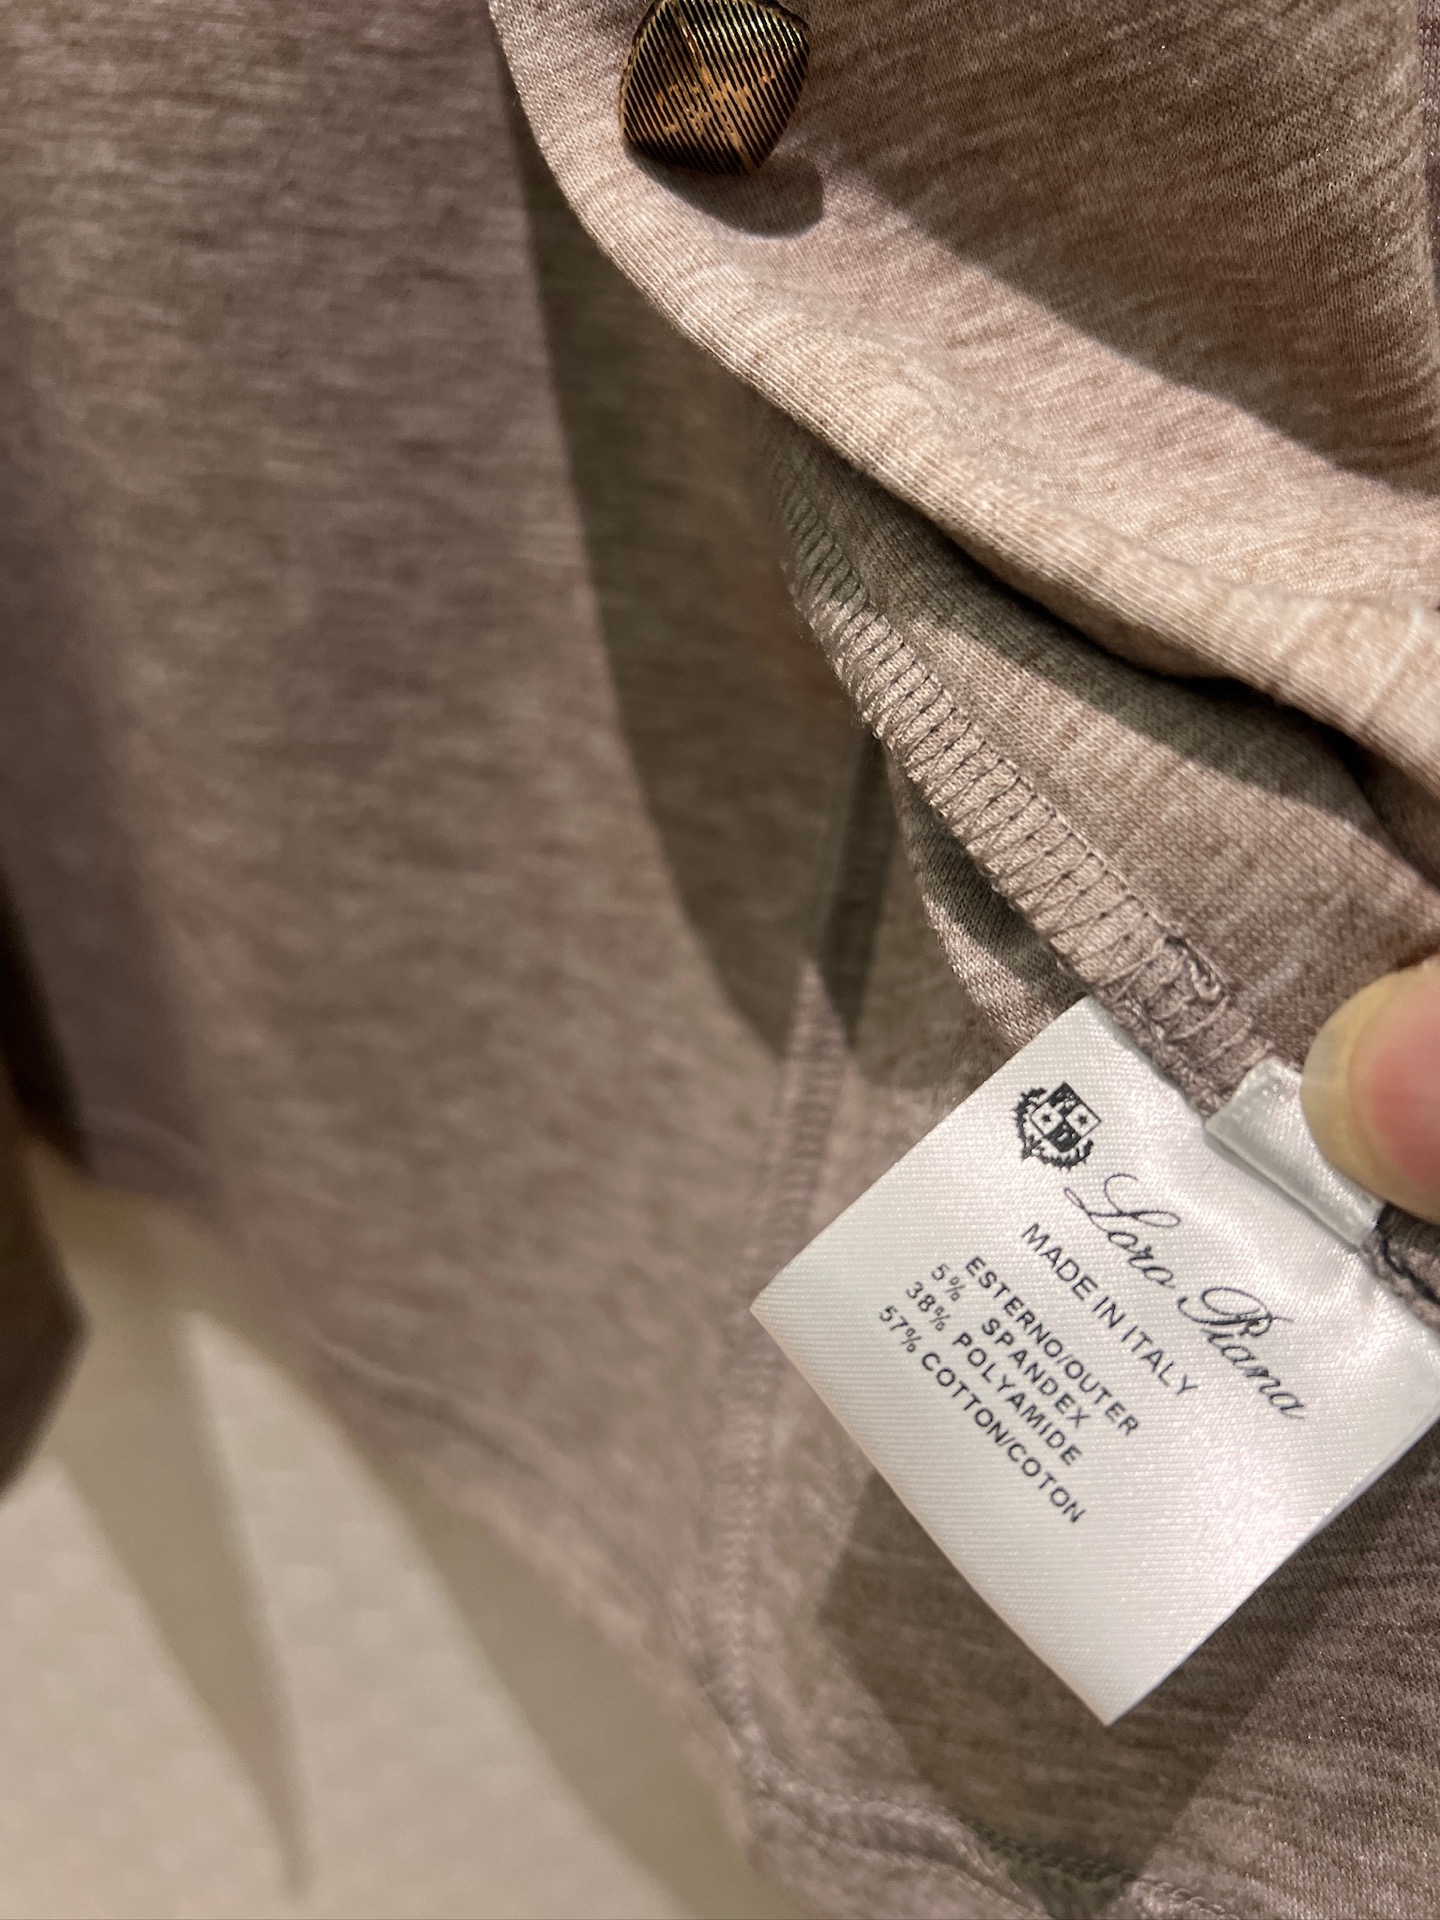 Loro Piana
MADE IN ITALY
ESTERNO/OUTER
5% SPANDEX
38% POLYAMIDE
57% COTTON/COTON